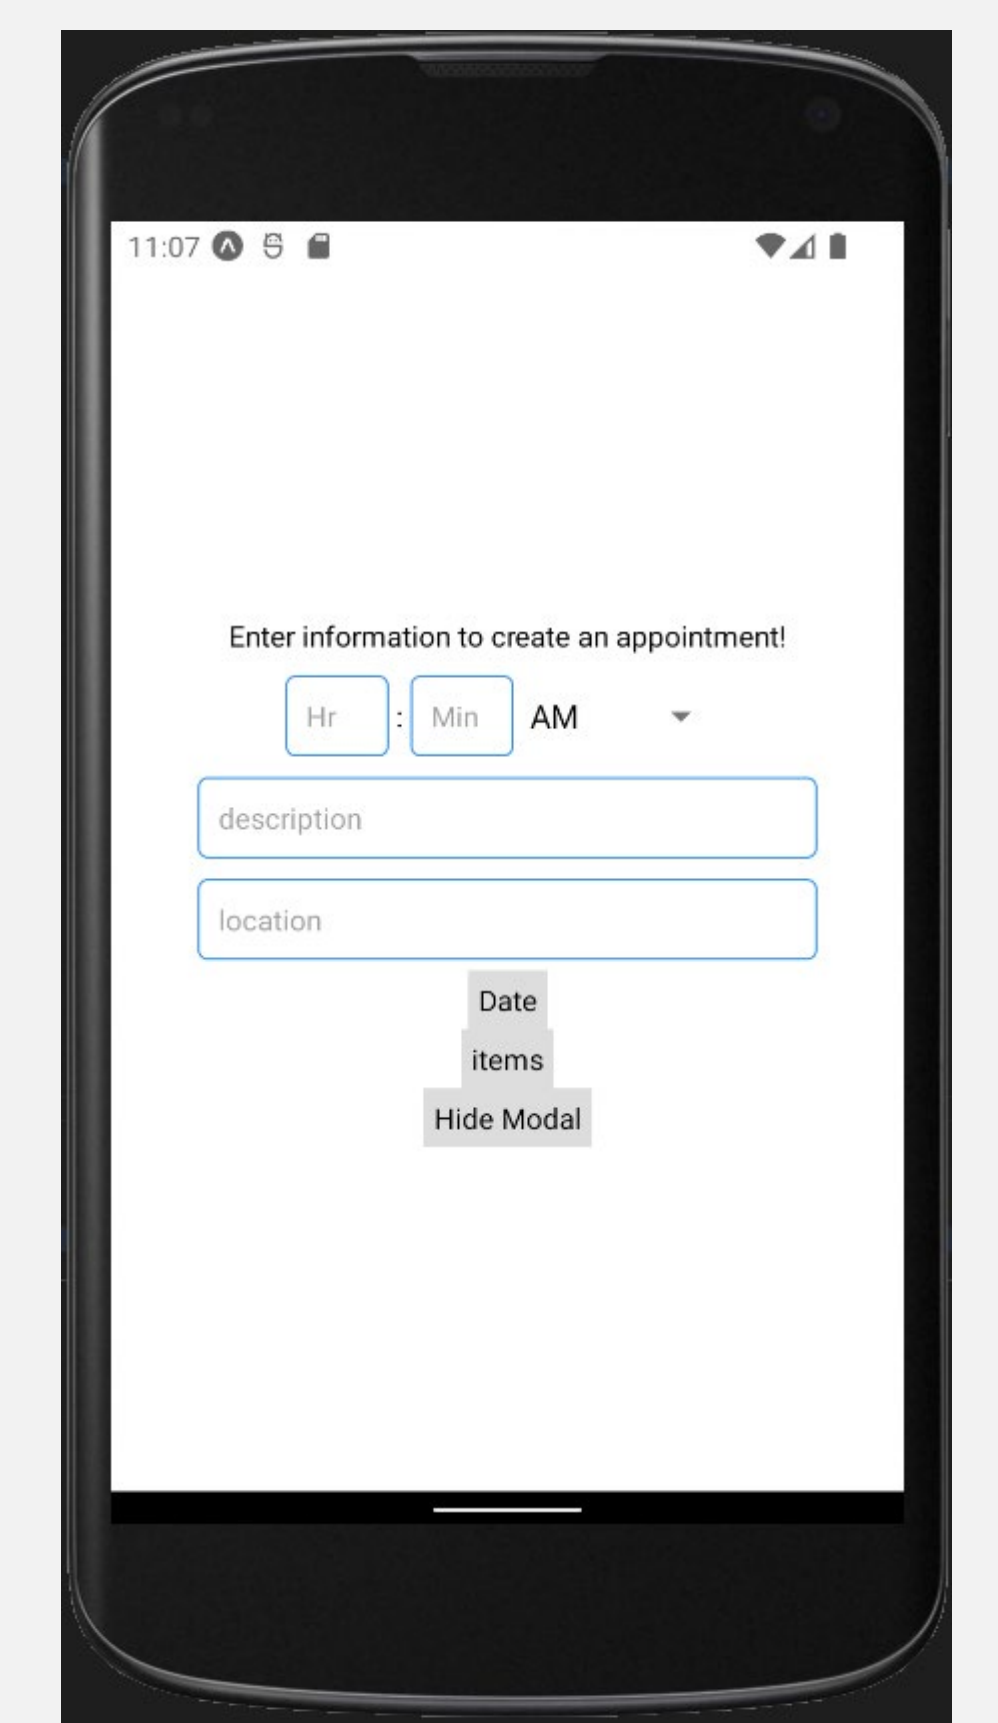 11:07
Enter information to create an appointment!
Hr : Min AM
description
location
Date
items
Hide Modal